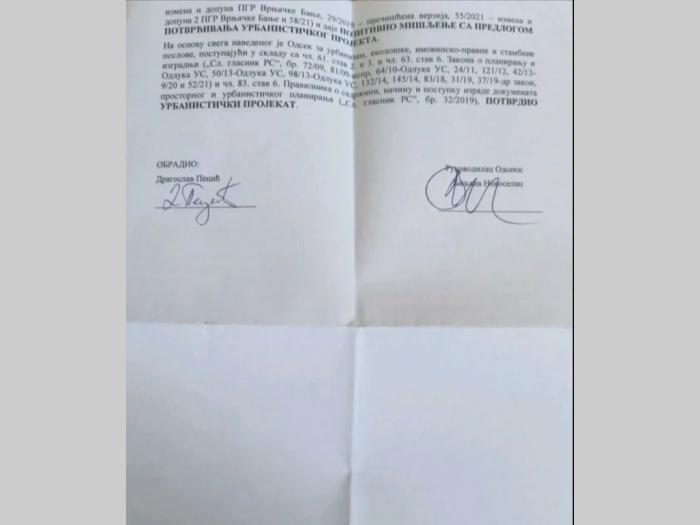 измена и допуна ПГР Врњачке Бање, 29/2019 – пречишћена верзија, 55/2021 – измена и
допуна 2 ПГР Врњачке Бање и 58/21) и даје ПОЗИТИВНО МИШЉЕЊЕ СА ПРЕДЛОГОМ
ПОТВРЂИВАЊА УРБАНИСТИЧКОГ ПРОЈЕКТА.
На основу свега наведеног је Одсек за урбанизам, еколошке, имовинско-правне и стамбене
послове, поступајући у складу са чл. 61. став 2. и 3. и чл. 63. став 6. Закона о планирању и
изградњи („Сл. гласник РС", бр. 72/09, 81/09-испр, 64/10-Одлука УС, 24/11, 121/12, 42/13-
Одлука УС, 50/13-Одлука УС, 98/13-Одлука УС, 132/14, 145/14, 83/18, 31/19, 37/19-др закон,
9/20 и 52/21) и чл. 83. став 6. Правилника о садржини, начину и поступку израде докумената
просторног и урбанистичког планирања („Сл. гласник РС", бр. 32/2019), ПОТВРДИО
УРБАНИСТИЧКИ ПРОЈЕКАТ.
ОБРАДИО:
Драгослав Пецић
Руководилац Одсека:
Новоселац